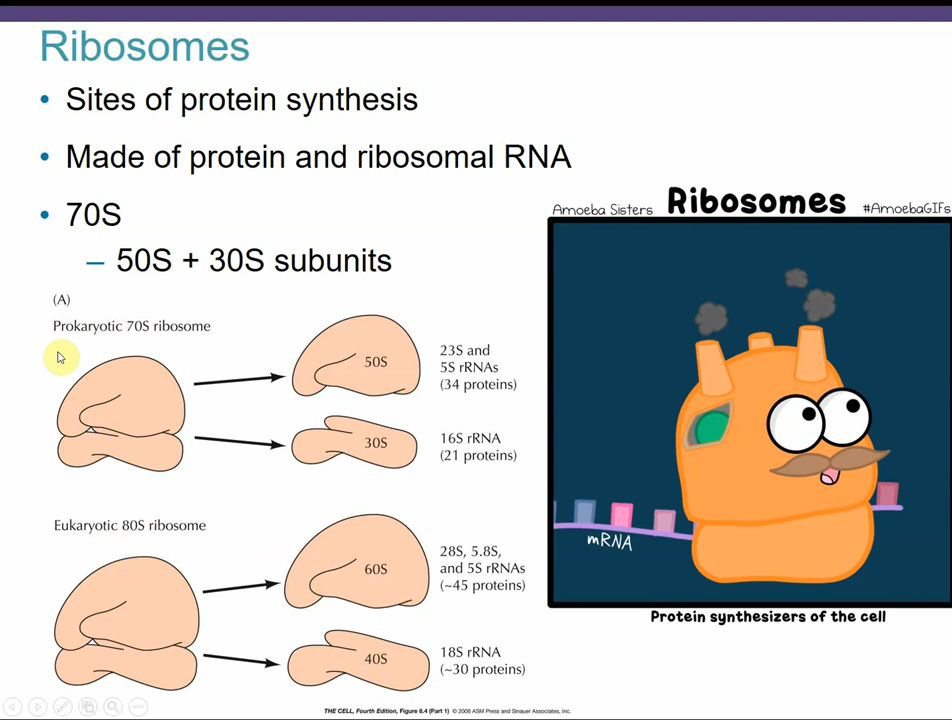 Ribosomes
• Sites of protein synthesis
• Made of protein and ribosomal RNA
• 70S
– 50S + 30S subunits
(A)
Prokaryotic 70S ribosome
50S
23S and
5S rRNAs
(34 proteins)
30S
16S rRNA
(21 proteins)
Eukaryotic 80S ribosome
60S
28S, 5.8S,
and 5S rRNAs
(~45 proteins)
40S
18S rRNA
(~30 proteins)
Amoeba Sisters Ribosomes #AmoebaGIFs
mRNA
Protein synthesizers of the cell
THE CELL, Fourth Edition, Figure 8.4 (Part 1) © 2006 ASM Press and Sinauer Associates, Inc.